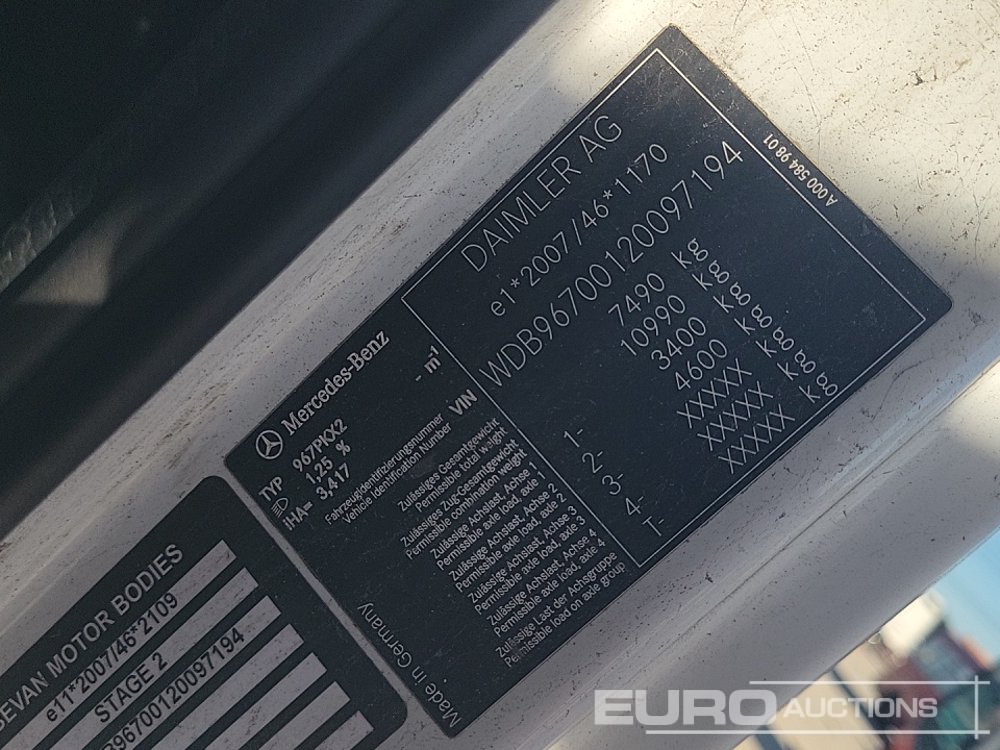 DAIMLER AG
e1*2007/46*1170
WDB96700120097194
7490 kg
10990 kg
1- 3400 kg
2- 4600 kg
3- XXXXX kg
4- XXXXX kg
T- XXXXX kg
A 000 584 98 01
Mercedes-Benz
TYP 967PKX2
1,25 %
IHA= 3,417 - m⁻¹
Fahrzeugidentifizierungsnummer
Vehicle Identification Number VIN
Zulässiges Gesamtgewicht
Permissible total weight
Zulässiges Zug-Gesamtgewicht
Permissible combination weight
Zulässige Achslast, Achse 1
Permissible axle load, axle 1
Zulässige Achslast, Achse 2
Permissible axle load, axle 2
Zulässige Achslast, Achse 3
Permissible axle load, axle 3
Zulässige Achslast, Achse 4
Permissible axle load, axle 4
Zulässige Last der Achsgruppe
Permissible load on axle group
Made in Germany
BEVAN MOTOR BODIES
e11*2007/46*2109
STAGE 2
B96700120097194
EURO AUCTIONS